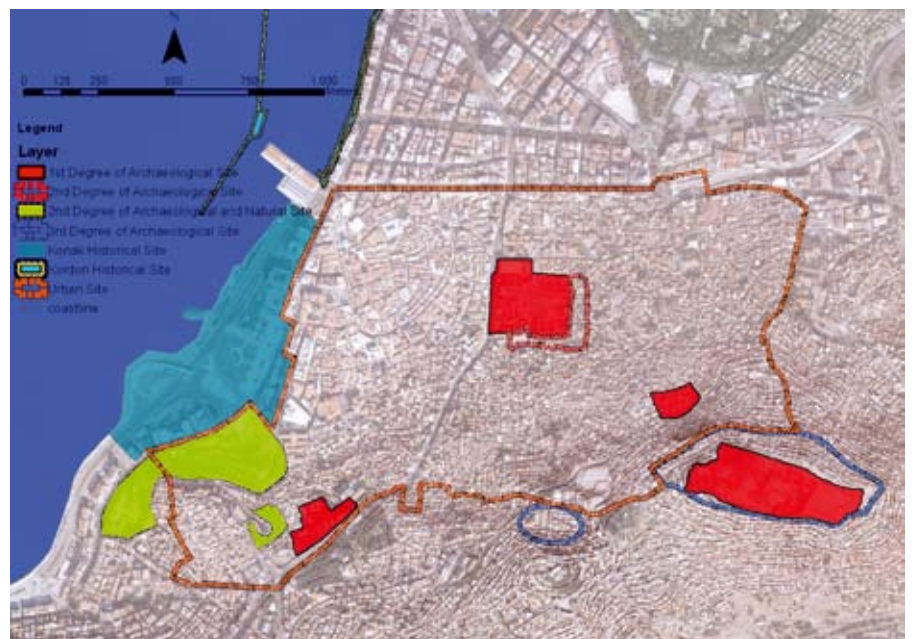 N
0 125 250 500 750 1.000
Meters
Legend
Layer
1st Degree of Archaeological Site
2nd Degree of Archaeological Site
2nd Degree of Archaeological and Natural Site
3rd Degree of Archaeological Site
Konak Historical Site
Kordon Historical Site
Urban Site
coastline